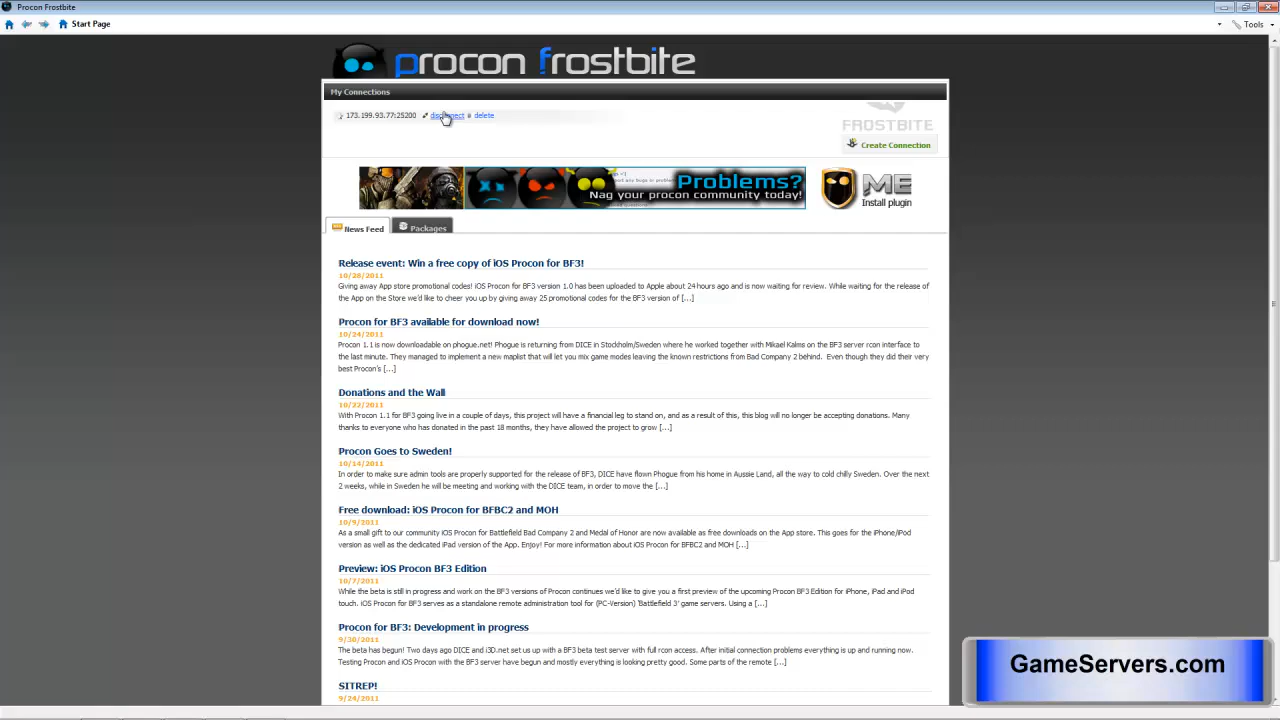 Procon Frostbite
Start Page
Tools
procon frostbite
My Connections
173.199.93.77:25200 disconnect delete
FROSTBITE
Create Connection
Problems?
Nag your procon community today!
ME
Install plugin
News Feed
Packages
Release event: Win a free copy of iOS Procon for BF3!
10/28/2011
Giving away App store promotional codes! iOS Procon for BF3 version 1.0 has been uploaded to Apple about 24 hours ago and is now waiting for review. While waiting for the release of
the App on the Store we'd like to cheer you up by giving away 25 promotional codes for the BF3 version of [...]
Procon for BF3 available for download now!
10/24/2011
Procon 1.1 is now downloadable on phogue.net! Phogue is returning from DICE in Stockholm/Sweden where he worked together with Mikael Kalms on the BF3 server rcon interface to
the last minute. They managed to implement a new maplist that will let you mix game modes leaving the known restrictions from Bad Company 2 behind. Even though they did their very
best Procon's [...]
Donations and the Wall
10/22/2011
With Procon 1.1 for BF3 going live in a couple of days, this project will have a financial leg to stand on, and as a result of this, this blog will no longer be accepting donations. Many
thanks to everyone who has donated in the past 18 months, they have allowed the project to grow [...]
Procon Goes to Sweden!
10/14/2011
In order to make sure admin tools are properly supported for the release of BF3, DICE have flown Phogue from his home in Aussie Land, all the way to cold chilly Sweden. Over the next
2 weeks, while in Sweden he will be meeting and working with the DICE team, in order to move the [...]
Free download: iOS Procon for BFBC2 and MOH
10/9/2011
As a small gift to our community iOS Procon for Battlefield Bad Company 2 and Medal of Honor are now available as free downloads on the App store. This goes for the iPhone/iPod
version as well as the dedicated iPad version of the App. Enjoy! For more information about iOS Procon for BFBC2 and MOH [...]
Preview: iOS Procon BF3 Edition
10/7/2011
While the beta is still in progress and work on the BF3 versions of Procon continues we'd like to give you a first preview of the upcoming Procon BF3 Edition for iPhone, iPad and iPod
touch. iOS Procon for BF3 serves as a standalone remote administration tool for (PC-Version) 'Battlefield 3' game servers. Using a [...]
Procon for BF3: Development in progress
9/30/2011
The beta has begun! Two days ago DICE and i3D.net set us up with a BF3 beta test server with full rcon access. After initial connection problems everything is up and running now.
Testing Procon and iOS Procon with the BF3 server have begun and mostly everything is looking pretty good. Some parts of the remote [...]
SITREP!
9/24/2011
GameServers.com